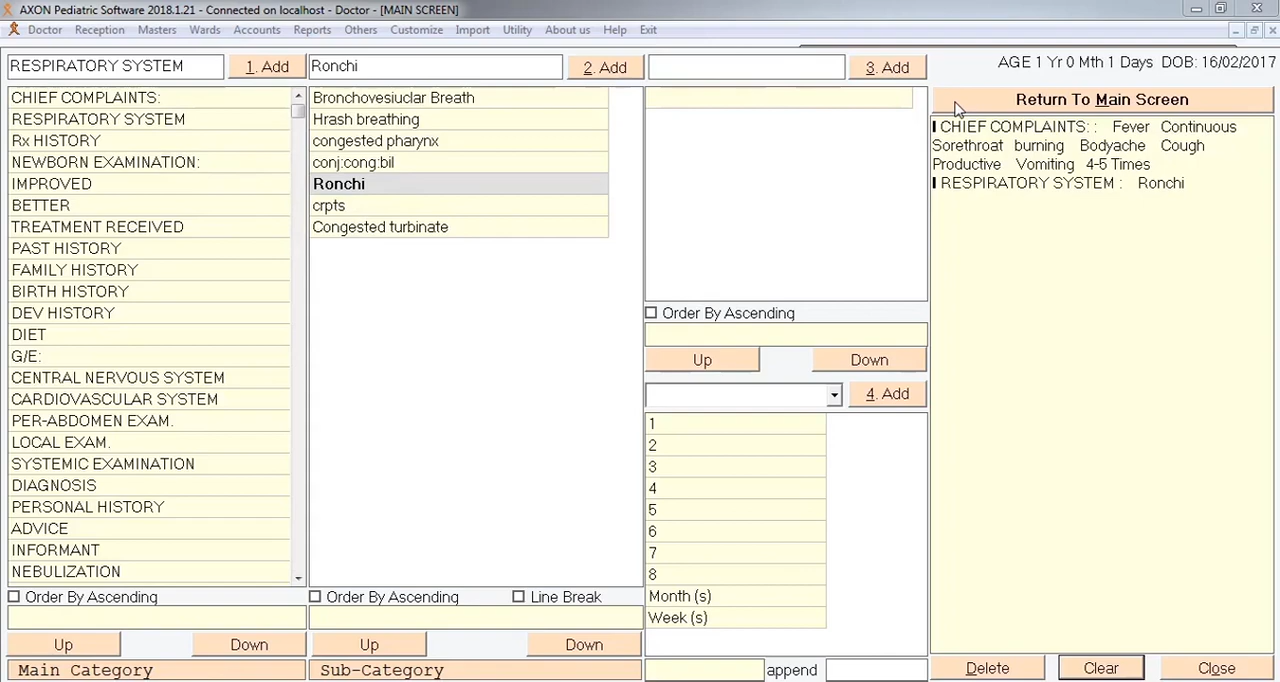 AXON Pediatric Software 2018.1.21 - Connected on localhost - Doctor - [MAIN SCREEN]
Doctor Reception Masters Wards Accounts Reports Others Customize Import Utility About us Help Exit
RESPIRATORY SYSTEM 1. Add Ronchi 2. Add 3. Add
AGE 1 Yr 0 Mth 1 Days DOB: 16/02/2017
CHIEF COMPLAINTS:
RESPIRATORY SYSTEM
Rx HISTORY
NEWBORN EXAMINATION:
IMPROVED
BETTER
TREATMENT RECEIVED
PAST HISTORY
FAMILY HISTORY
BIRTH HISTORY
DEV HISTORY
DIET
G/E:
CENTRAL NERVOUS SYSTEM
CARDIOVASCULAR SYSTEM
PER-ABDOMEN EXAM.
LOCAL EXAM.
SYSTEMIC EXAMINATION
DIAGNOSIS
PERSONAL HISTORY
ADVICE
INFORMANT
NEBULIZATION
Order By Ascending
Up Down
Main Category
Bronchovesiuclar Breath
Hrash breathing
congested pharynx
conj:cong:bil
Ronchi
crpts
Congested turbinate
Order By Ascending Line Break
Up Down
Sub-Category
Order By Ascending
Up Down
4. Add
1
2
3
4
5
6
7
8
Month (s)
Week (s)
append
Return To Main Screen
CHIEF COMPLAINTS: : Fever Continuous
Sorethroat burning Bodyache Cough
Productive Vomiting 4-5 Times
RESPIRATORY SYSTEM : Ronchi
Delete Clear Close